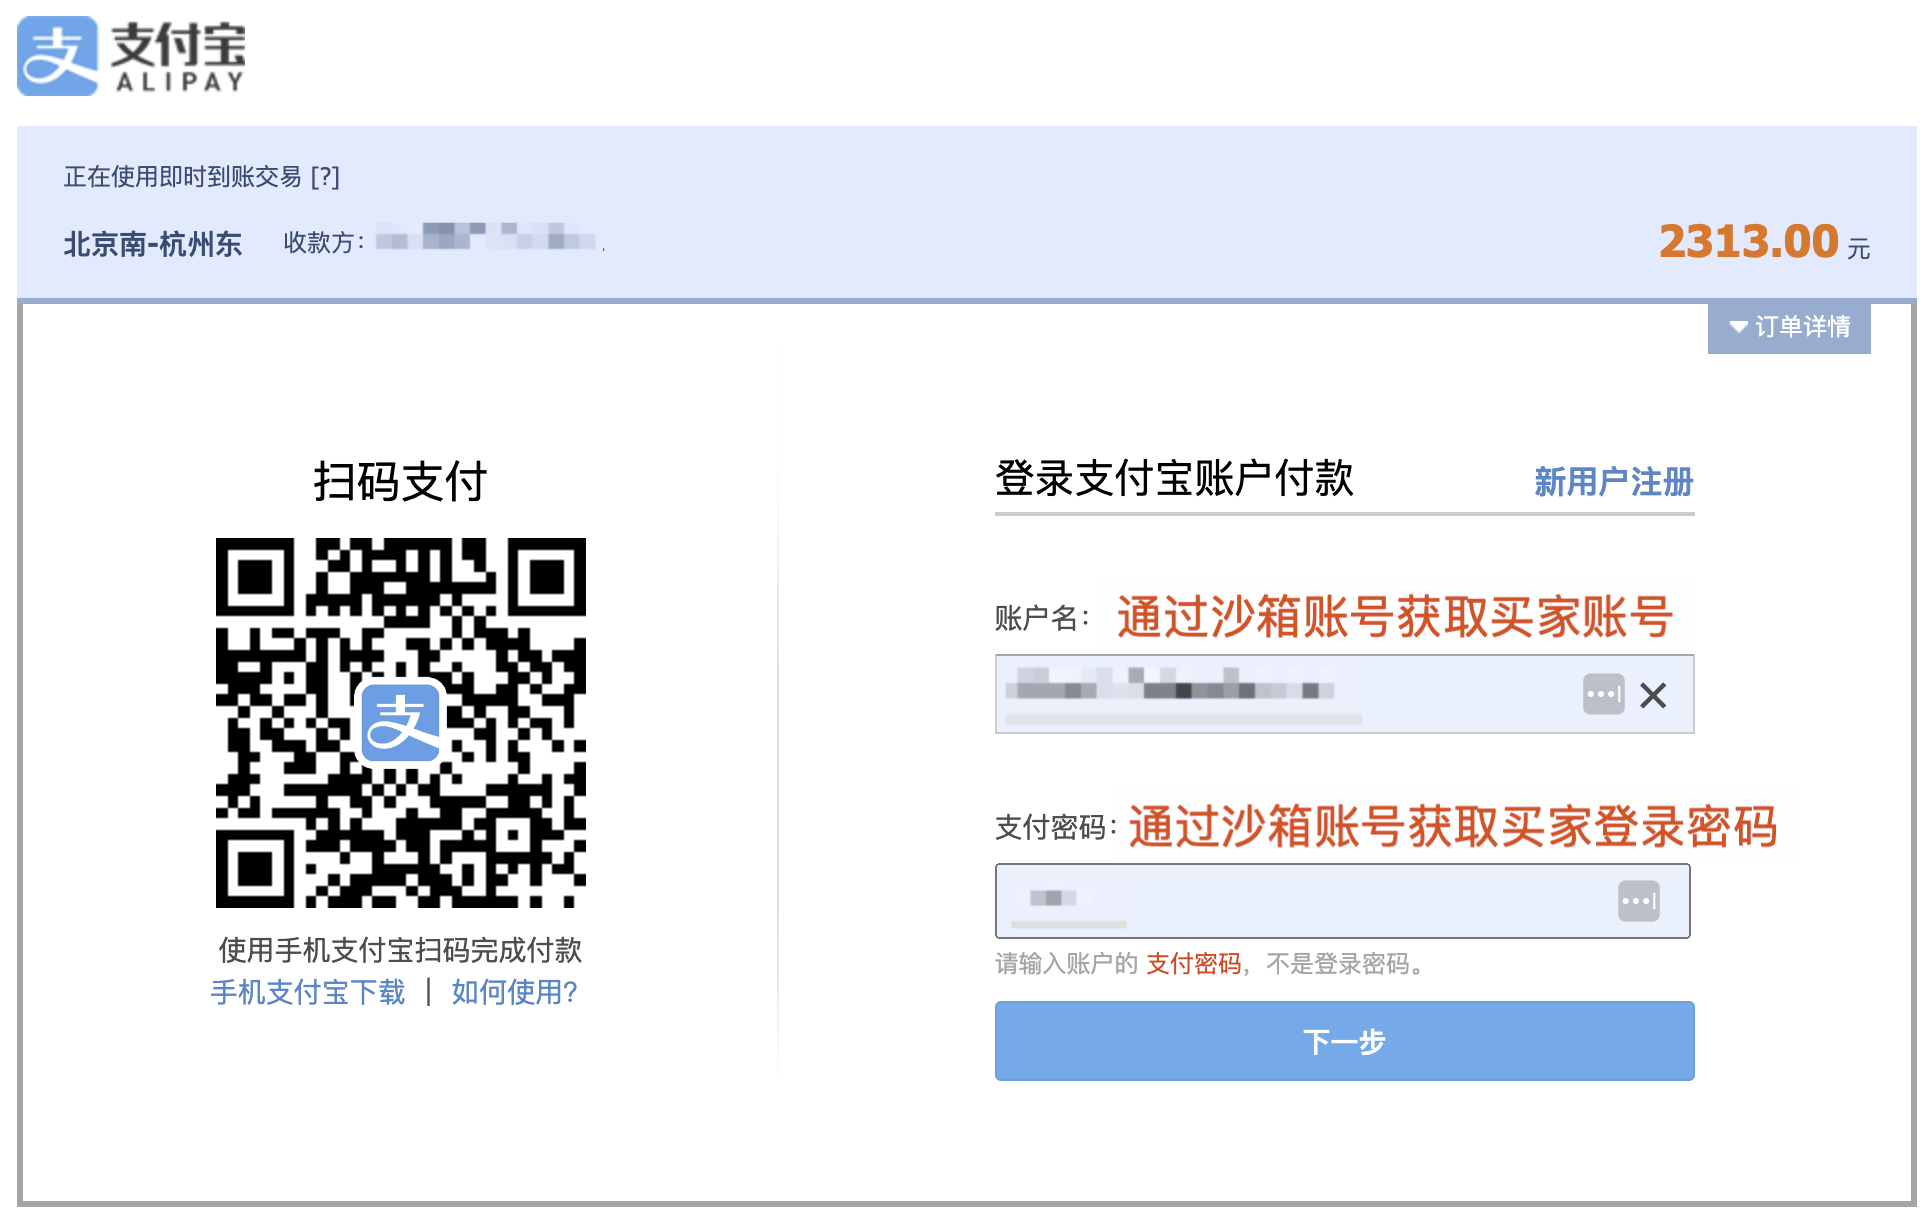 支付宝
ALIPAY
正在使用即时到账交易 [?]
北京南-杭州东 收款方：
2313.00 元
订单详情
扫码支付
使用手机支付宝扫码完成付款
手机支付宝下载 | 如何使用?
登录支付宝账户付款 新用户注册
账户名： 通过沙箱账号获取买家账号
支付密码： 通过沙箱账号获取买家登录密码
请输入账户的 支付密码，不是登录密码。
下一步